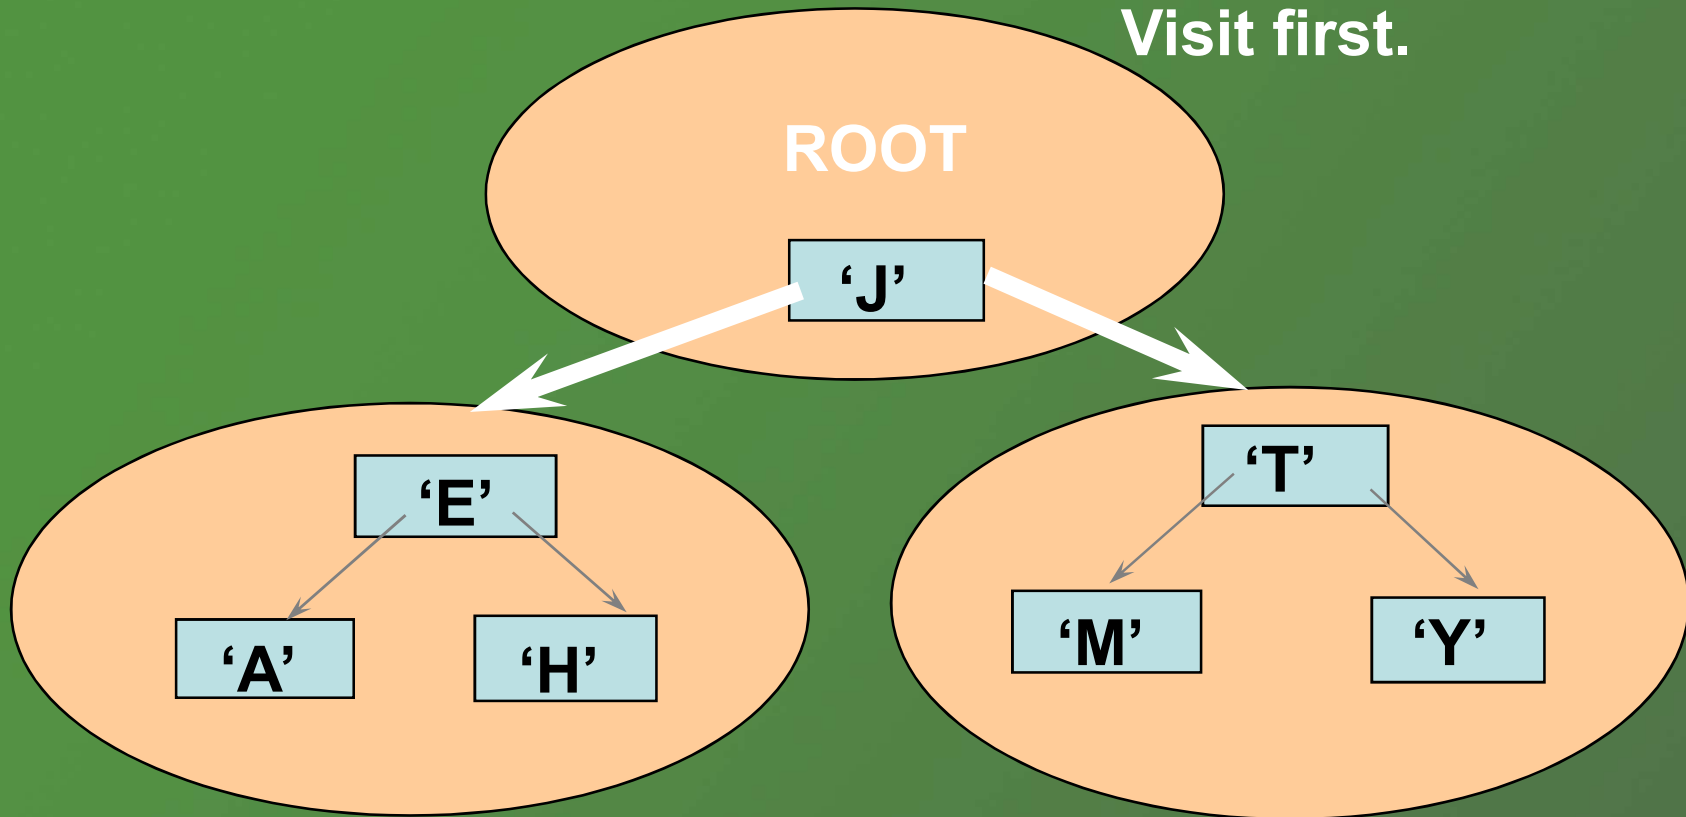 Visit first.
ROOT
‘J’
‘E’
‘T’
‘A’
‘H’
‘M’
‘Y’